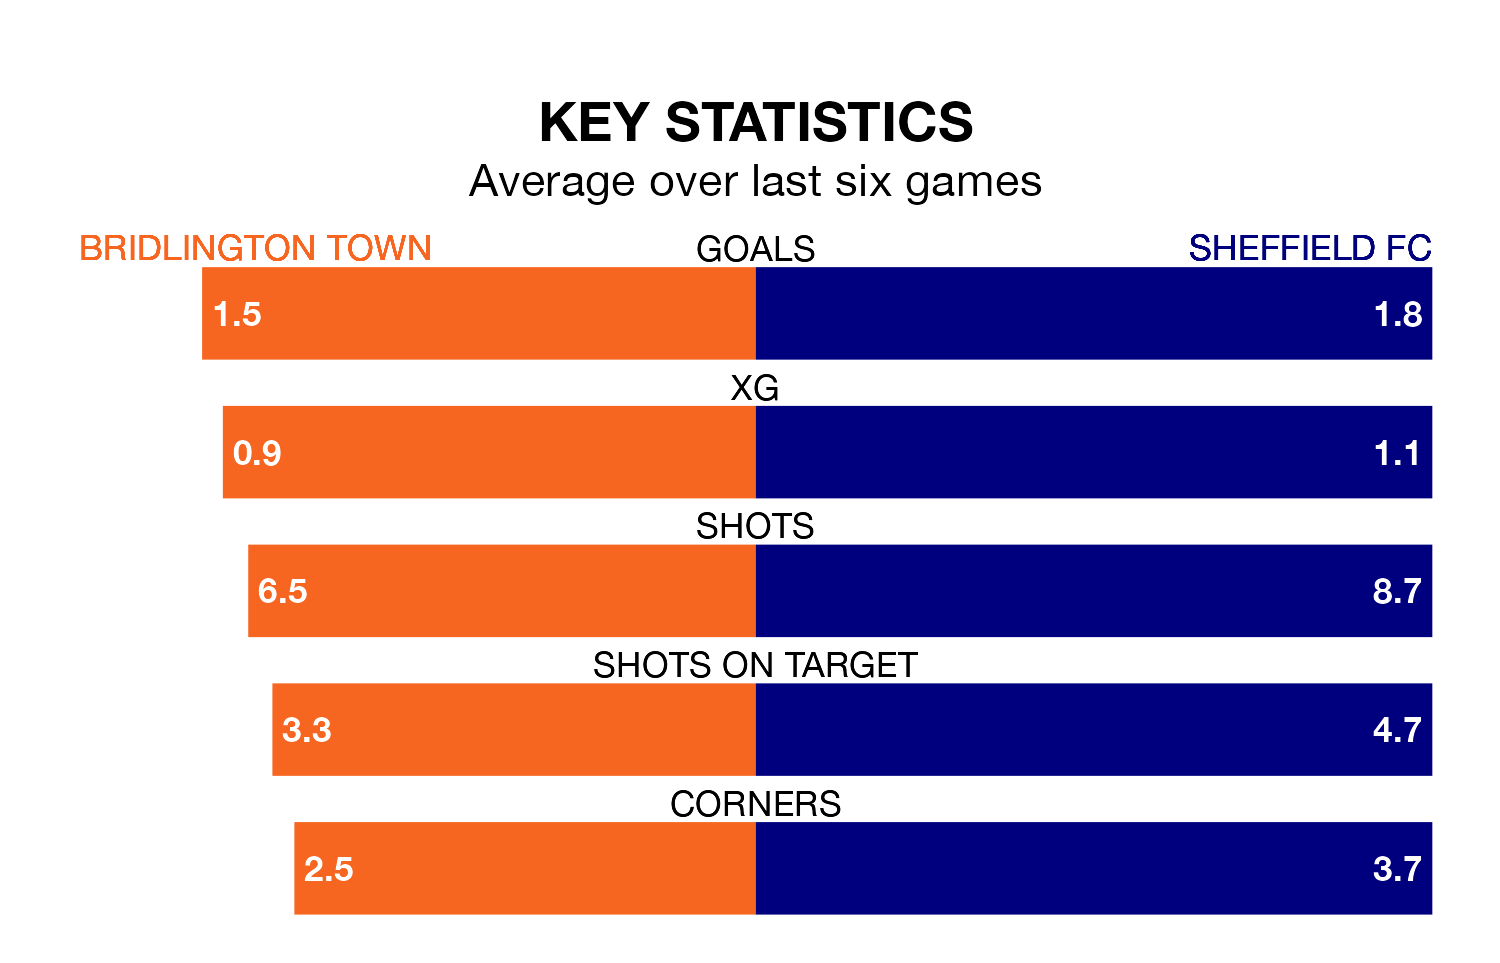 KEY STATISTICS
Average over last six games
BRIDLINGTON TOWN GOALS SHEFFIELD FC
1.5 1.8
XG
0.9 1.1
SHOTS
6.5 8.7
SHOTS ON TARGET
3.3 4.7
CORNERS
2.5 3.7